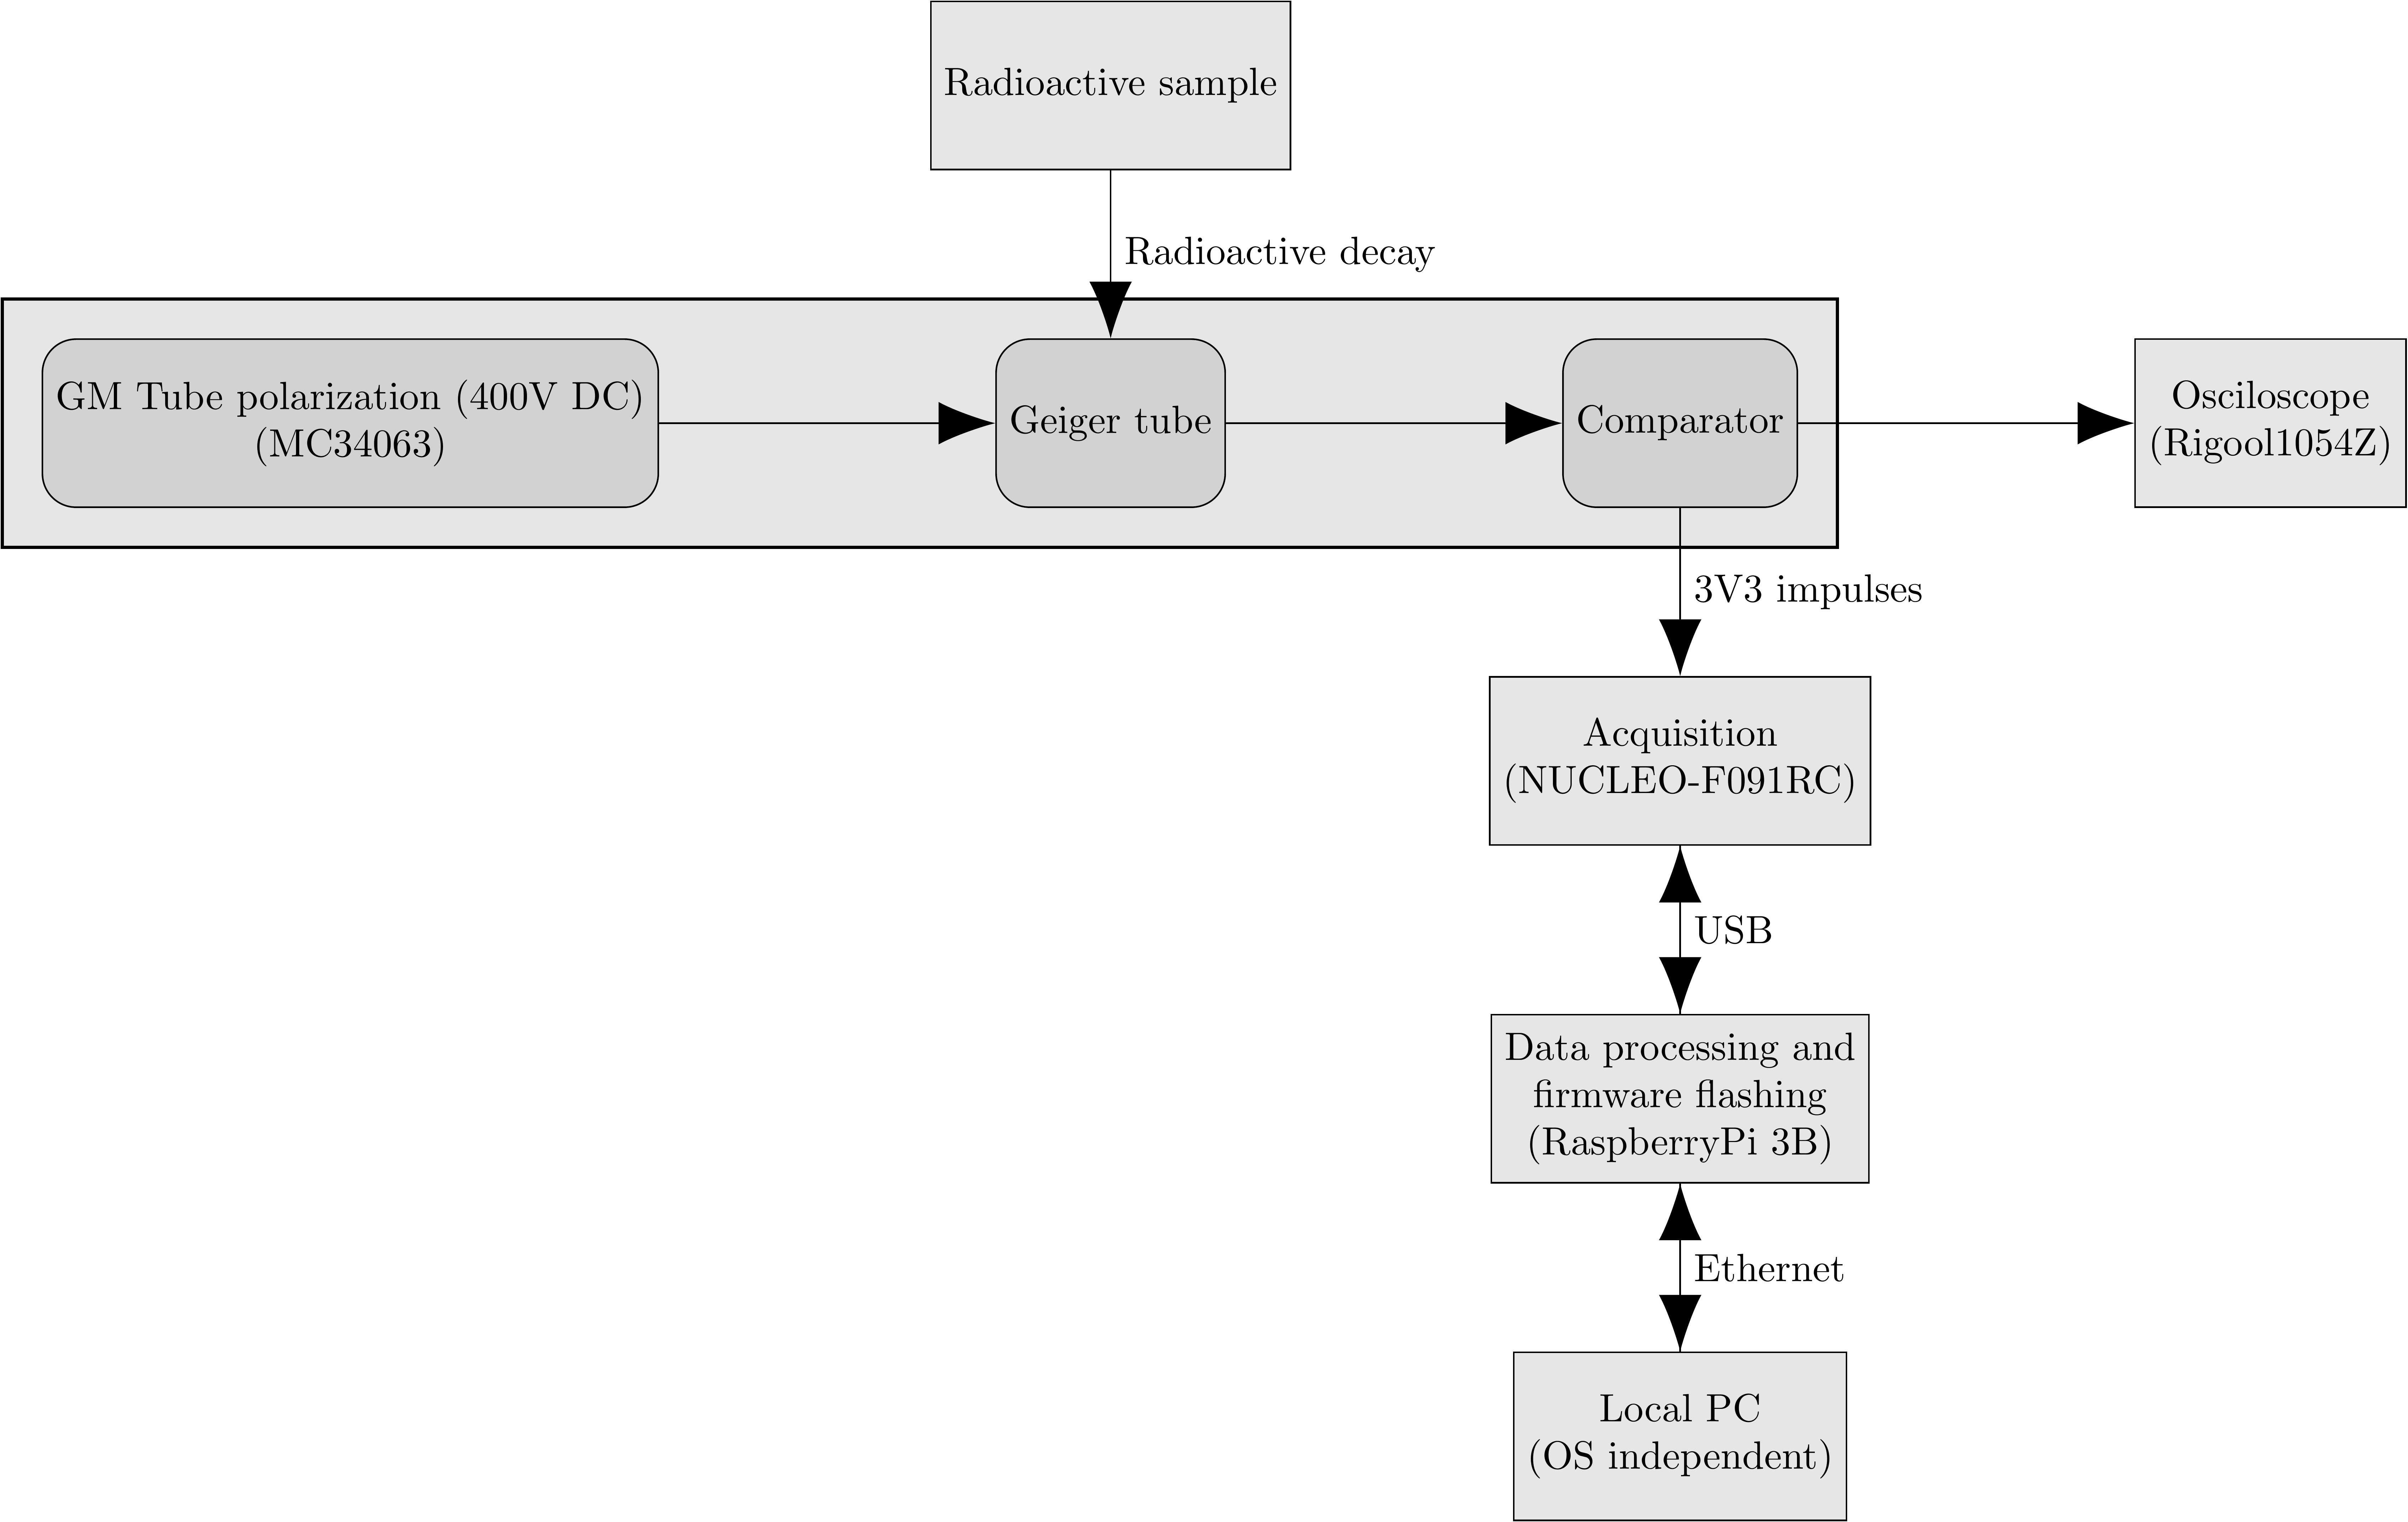 Radioactive sample
Radioactive decay
GM Tube polarization (400V DC)
(MC34063)
Geiger tube
Comparator
Osciloscope
(Rigool1054Z)
3V3 impulses
Acquisition
(NUCLEO-F091RC)
USB
Data processing and
firmware flashing
(RaspberryPi 3B)
Ethernet
Local PC
(OS independent)